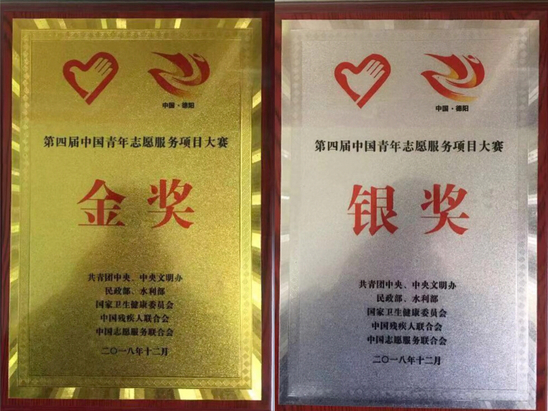 中国·德阳
第四届中国青年志愿服务项目大赛
金奖
共青团中央、中央文明办
民政部、水利部
国家卫生健康委员会
中国残疾人联合会
中国志愿服务联合会
二〇一八年十二月
中国·德阳
第四届中国青年志愿服务项目大赛
银奖
共青团中央、中央文明办
民政部、水利部
国家卫生健康委员会
中国残疾人联合会
中国志愿服务联合会
二〇一八年十二月